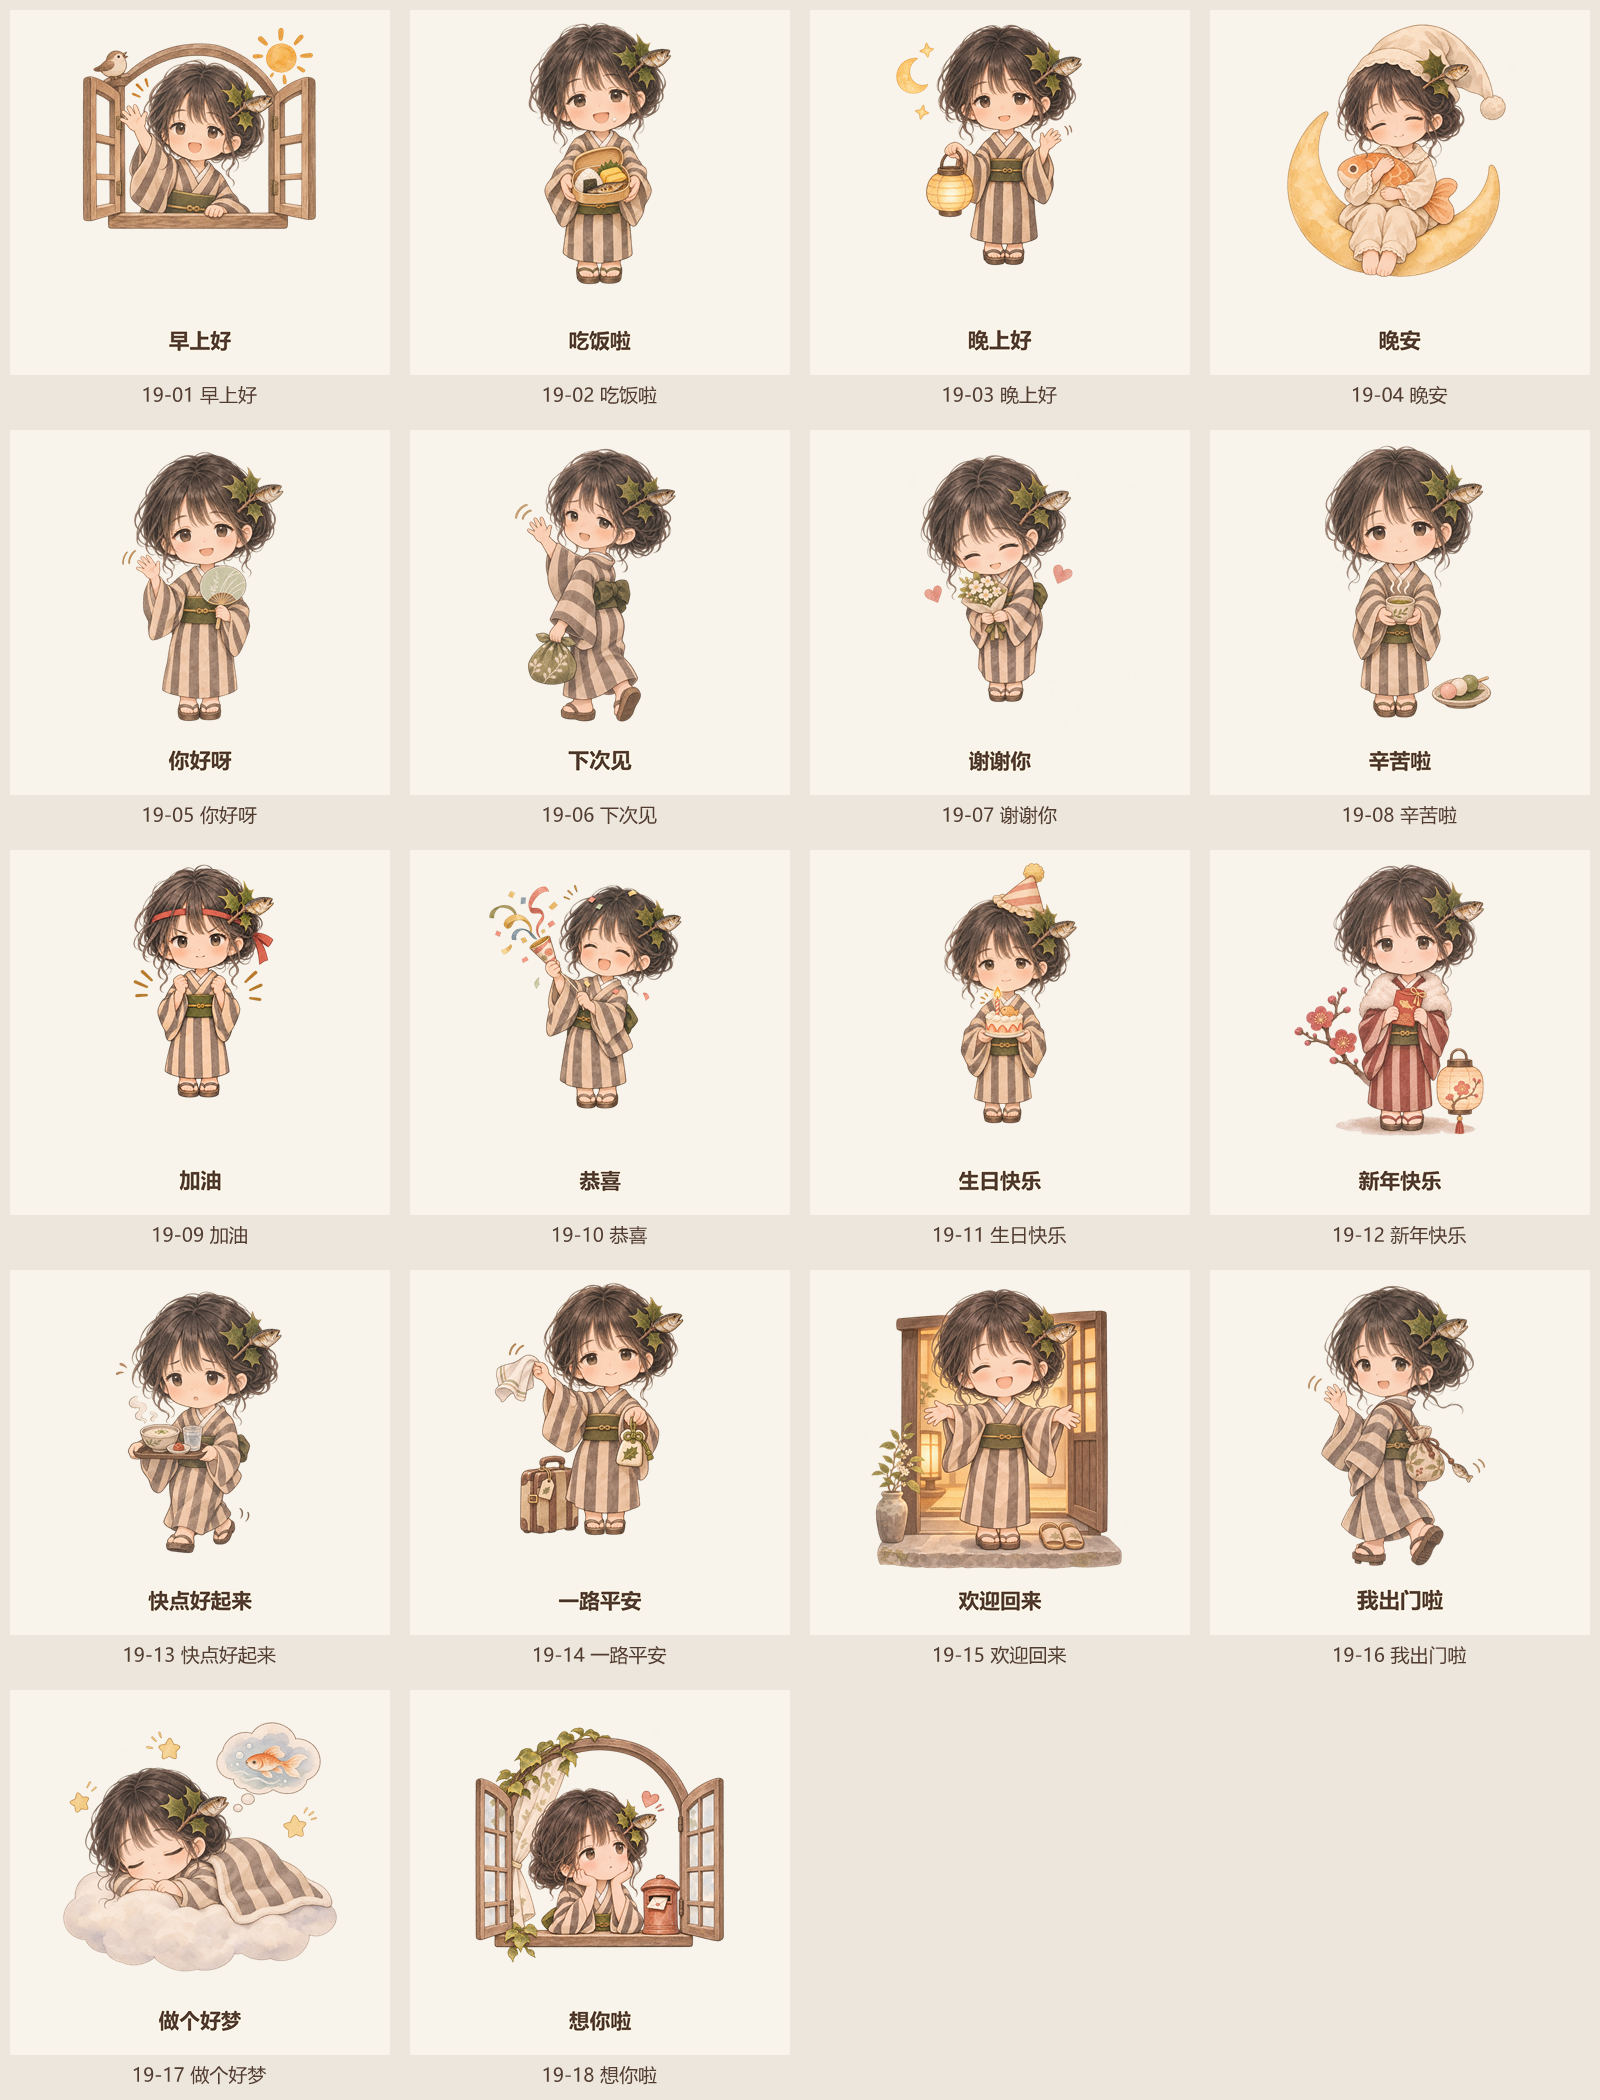 早上好
吃饭啦
晚上好
晚安
19-01 早上好
19-02 吃饭啦
19-03 晚上好
19-04 晚安
你好呀
下次见
谢谢你
辛苦啦
19-05 你好呀
19-06 下次见
19-07 谢谢你
19-08 辛苦啦
加油
恭喜
生日快乐
新年快乐
19-09 加油
19-10 恭喜
19-11 生日快乐
19-12 新年快乐
快点好起来
一路平安
欢迎回来
我出门啦
19-13 快点好起来
19-14 一路平安
19-15 欢迎回来
19-16 我出门啦
做个好梦
想你啦
19-17 做个好梦
19-18 想你啦